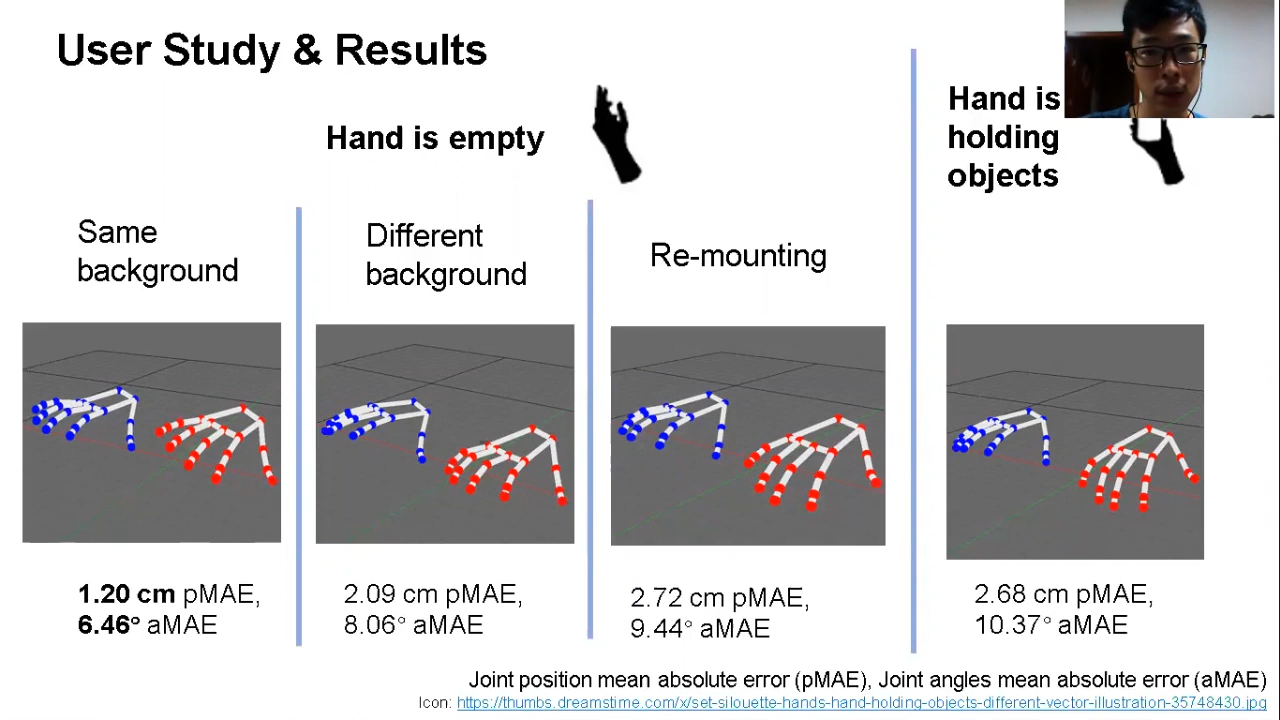 User Study & Results
Hand is empty
Hand is
holding
objects
Same
background
Different
background
Re-mounting
1.20 cm pMAE,
6.46° aMAE
2.09 cm pMAE,
8.06° aMAE
2.72 cm pMAE,
9.44° aMAE
2.68 cm pMAE,
10.37° aMAE
Joint position mean absolute error (pMAE), Joint angles mean absolute error (aMAE)
Icon: https://thumbs.dreamstime.com/x/set-silouette-hands-hand-holding-objects-different-vector-illustration-35748430.jpg